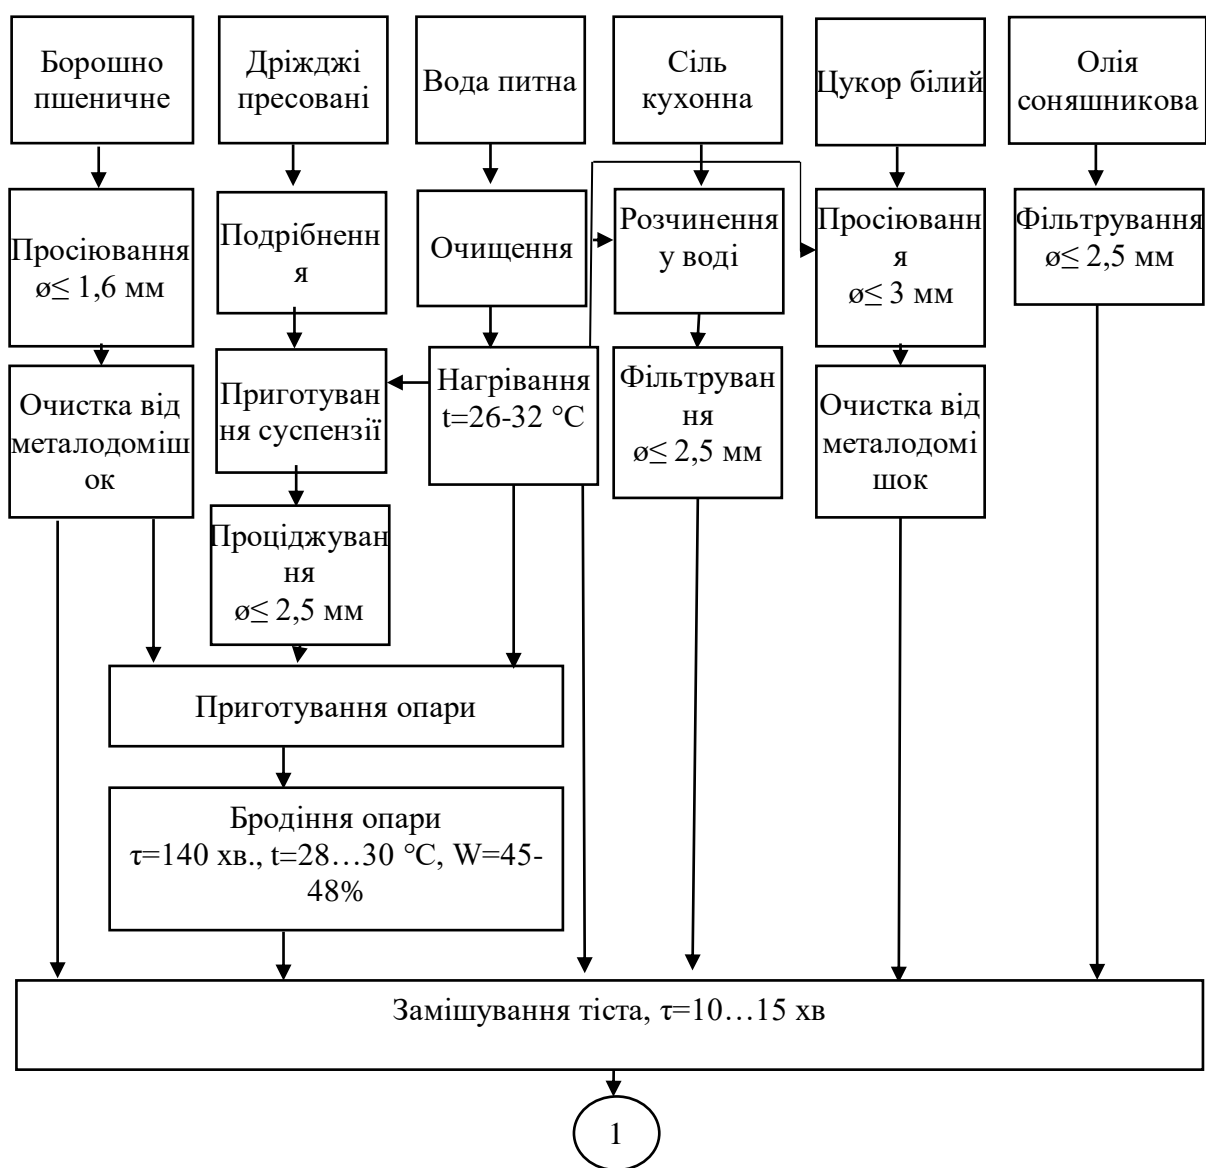 Борошно
пшеничне
Дріжджі
пресовані
Вода питна
Сіль
кухонна
Цукор білий
Олія
соняшникова
Просіювання
ø≤ 1,6 мм
Подрібненн
я
Очищення
Розчинення
у воді
Просіюванн
я
ø≤ 3 мм
Фільтрування
ø≤ 2,5 мм
Очистка від
металодоміш
ок
Приготуван
ня суспензії
Нагрівання
t=26-32 °С
Фільтруван
ня
ø≤ 2,5 мм
Очистка від
металодомі
шок
Проціджуван
ня
ø≤ 2,5 мм
Приготування опари
Бродіння опари
τ=140 хв., t=28…30 °С, W=45-
48%
Замішування тіста, τ=10…15 хв
1